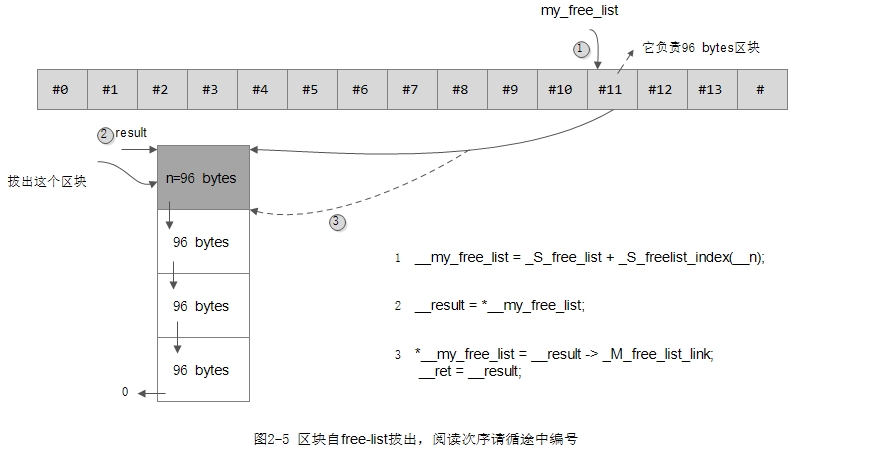 my_free_list
1
它负责96 bytes区块
#0 #1 #2 #3 #4 #5 #6 #7 #8 #9 #10 #11 #12 #13 #
2 result
n=96 bytes
拔出这个区块
3
96 bytes
96 bytes
96 bytes
0
1 __my_free_list = _S_free_list + _S_freelist_index(__n);
2 __result = *__my_free_list;
3 *__my_free_list = __result -> _M_free_list_link;
__ret = __result;
图2-5 区块自free-list拔出，阅读次序请循途中编号